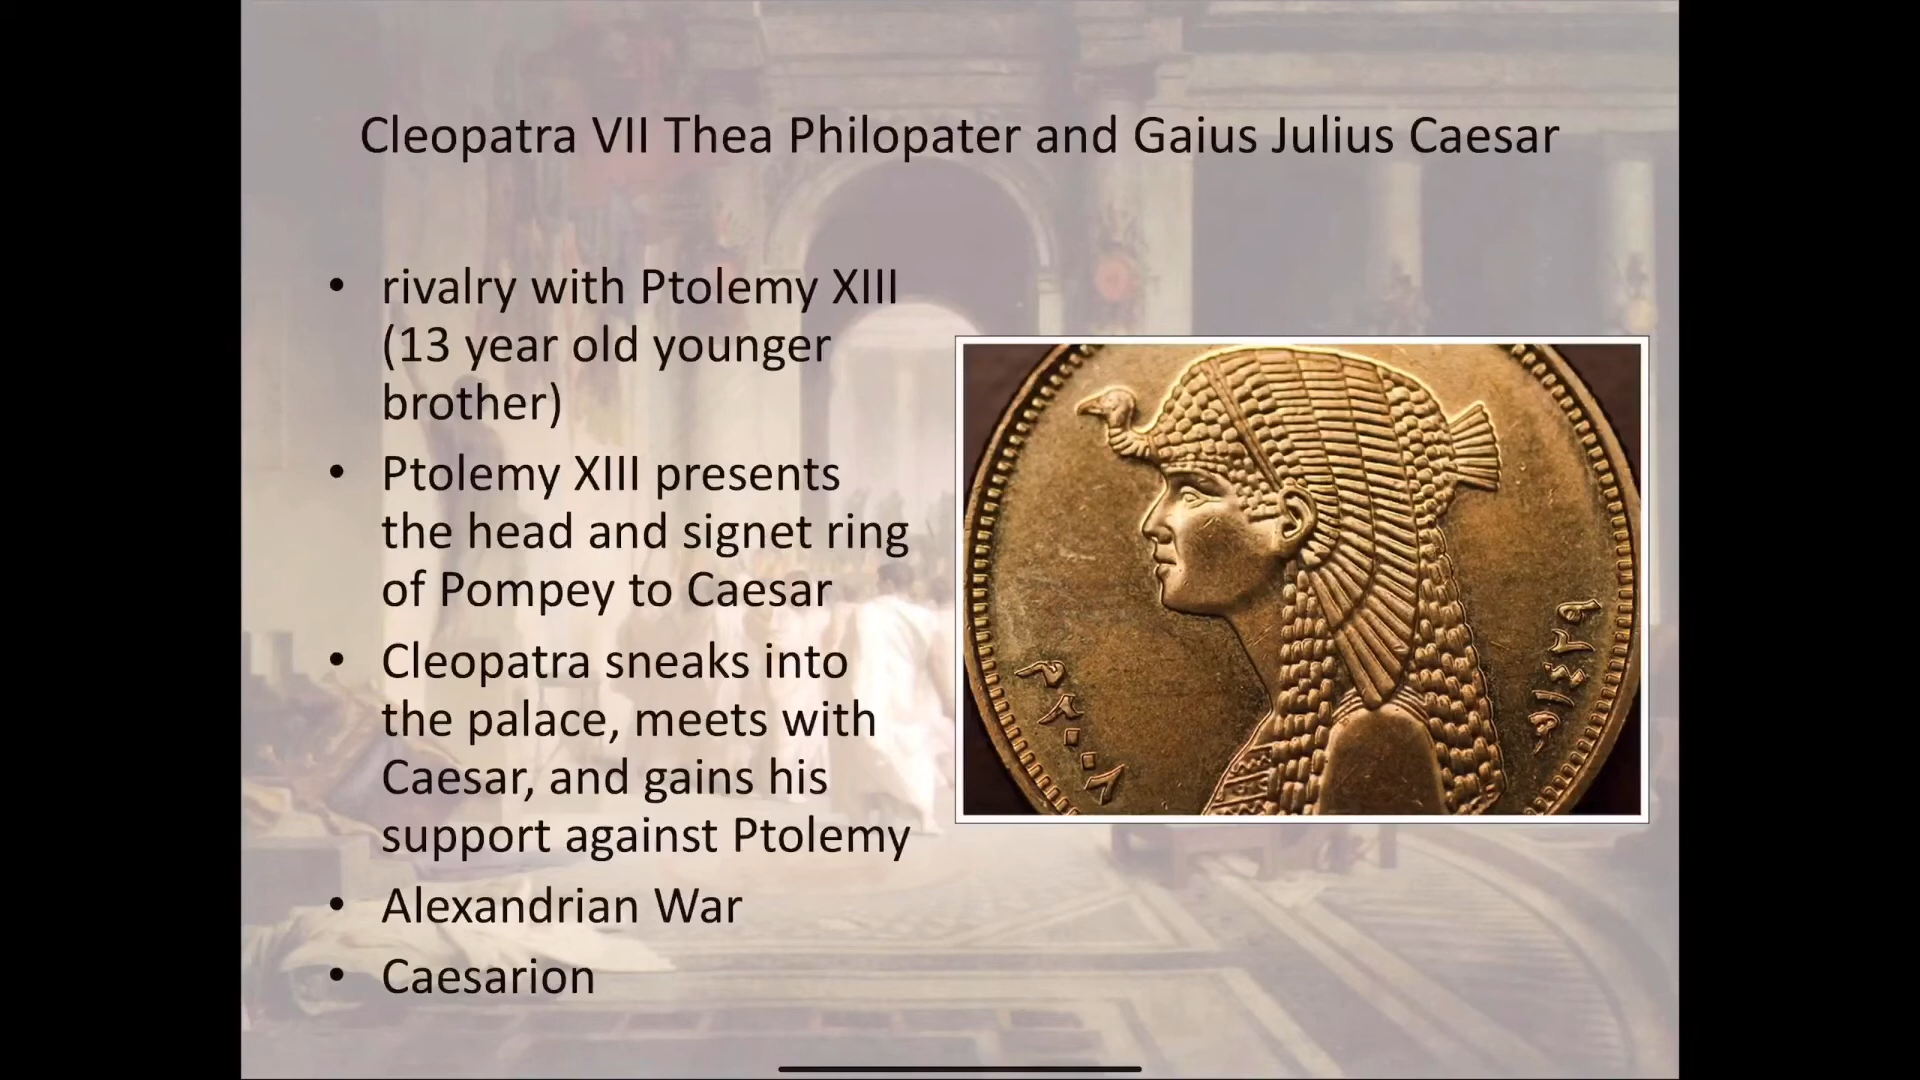 Cleopatra VII Thea Philopater and Gaius Julius Caesar
• rivalry with Ptolemy XIII
(13 year old younger
brother)
• Ptolemy XIII presents
the head and signet ring
of Pompey to Caesar
• Cleopatra sneaks into
the palace, meets with
Caesar, and gains his
support against Ptolemy
• Alexandrian War
• Caesarion